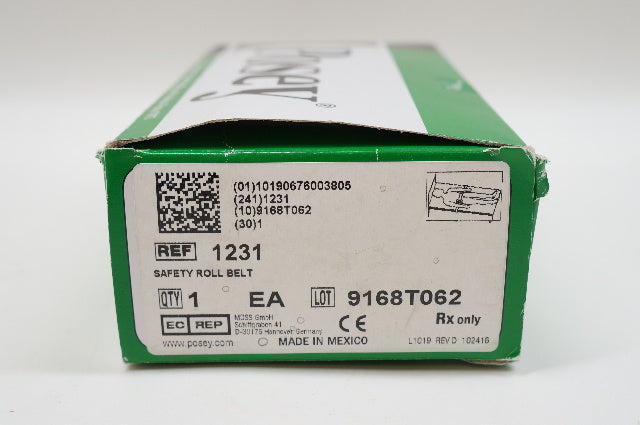 Posey®
(01)10190676003805
(241)1231
(10)9168T062
(30)1
REF 1231
SAFETY ROLL BELT
QTY 1 EA LOT 9168T062
EC REP MDSS GmbH
Schiffgraben 41
D-30175 Hannover, Germany
CE Rx only
www.posey.com MADE IN MEXICO L1019 REV D 102416